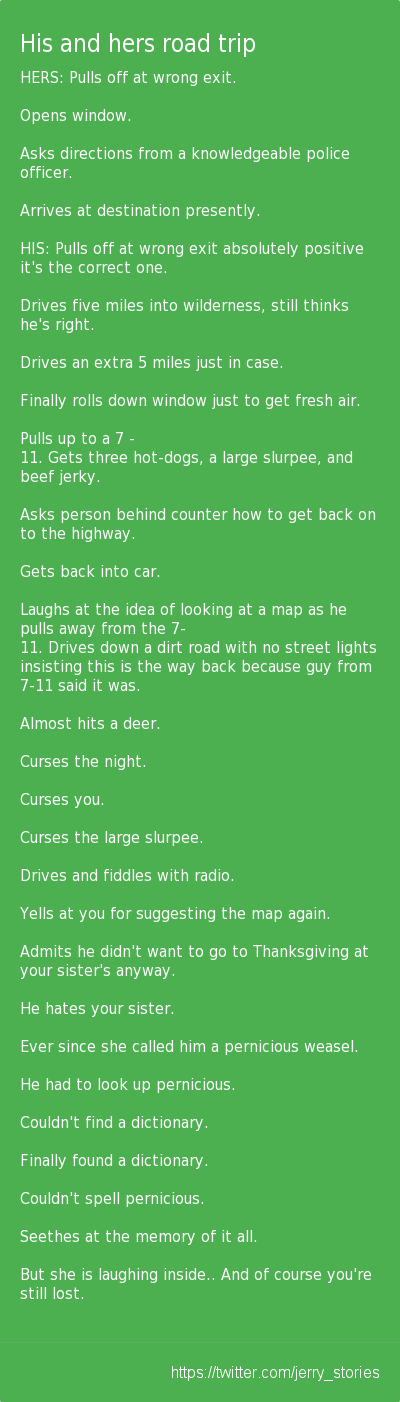 His and hers road trip
HERS: Pulls off at wrong exit.
Opens window.
Asks directions from a knowledgeable police
officer.
Arrives at destination presently.
HIS: Pulls off at wrong exit absolutely positive
it's the correct one.
Drives five miles into wilderness, still thinks
he's right.
Drives an extra 5 miles just in case.
Finally rolls down window just to get fresh air.
Pulls up to a 7 -
11. Gets three hot-dogs, a large slurpee, and
beef jerky.
Asks person behind counter how to get back on
to the highway.
Gets back into car.
Laughs at the idea of looking at a map as he
pulls away from the 7-
11. Drives down a dirt road with no street lights
insisting this is the way back because guy from
7-11 said it was.
Almost hits a deer.
Curses the night.
Curses you.
Curses the large slurpee.
Drives and fiddles with radio.
Yells at you for suggesting the map again.
Admits he didn't want to go to Thanksgiving at
your sister's anyway.
He hates your sister.
Ever since she called him a pernicious weasel.
He had to look up pernicious.
Couldn't find a dictionary.
Finally found a dictionary.
Couldn't spell pernicious.
Seethes at the memory of it all.
But she is laughing inside.. And of course you're
still lost.
https://twitter.com/jerry_stories